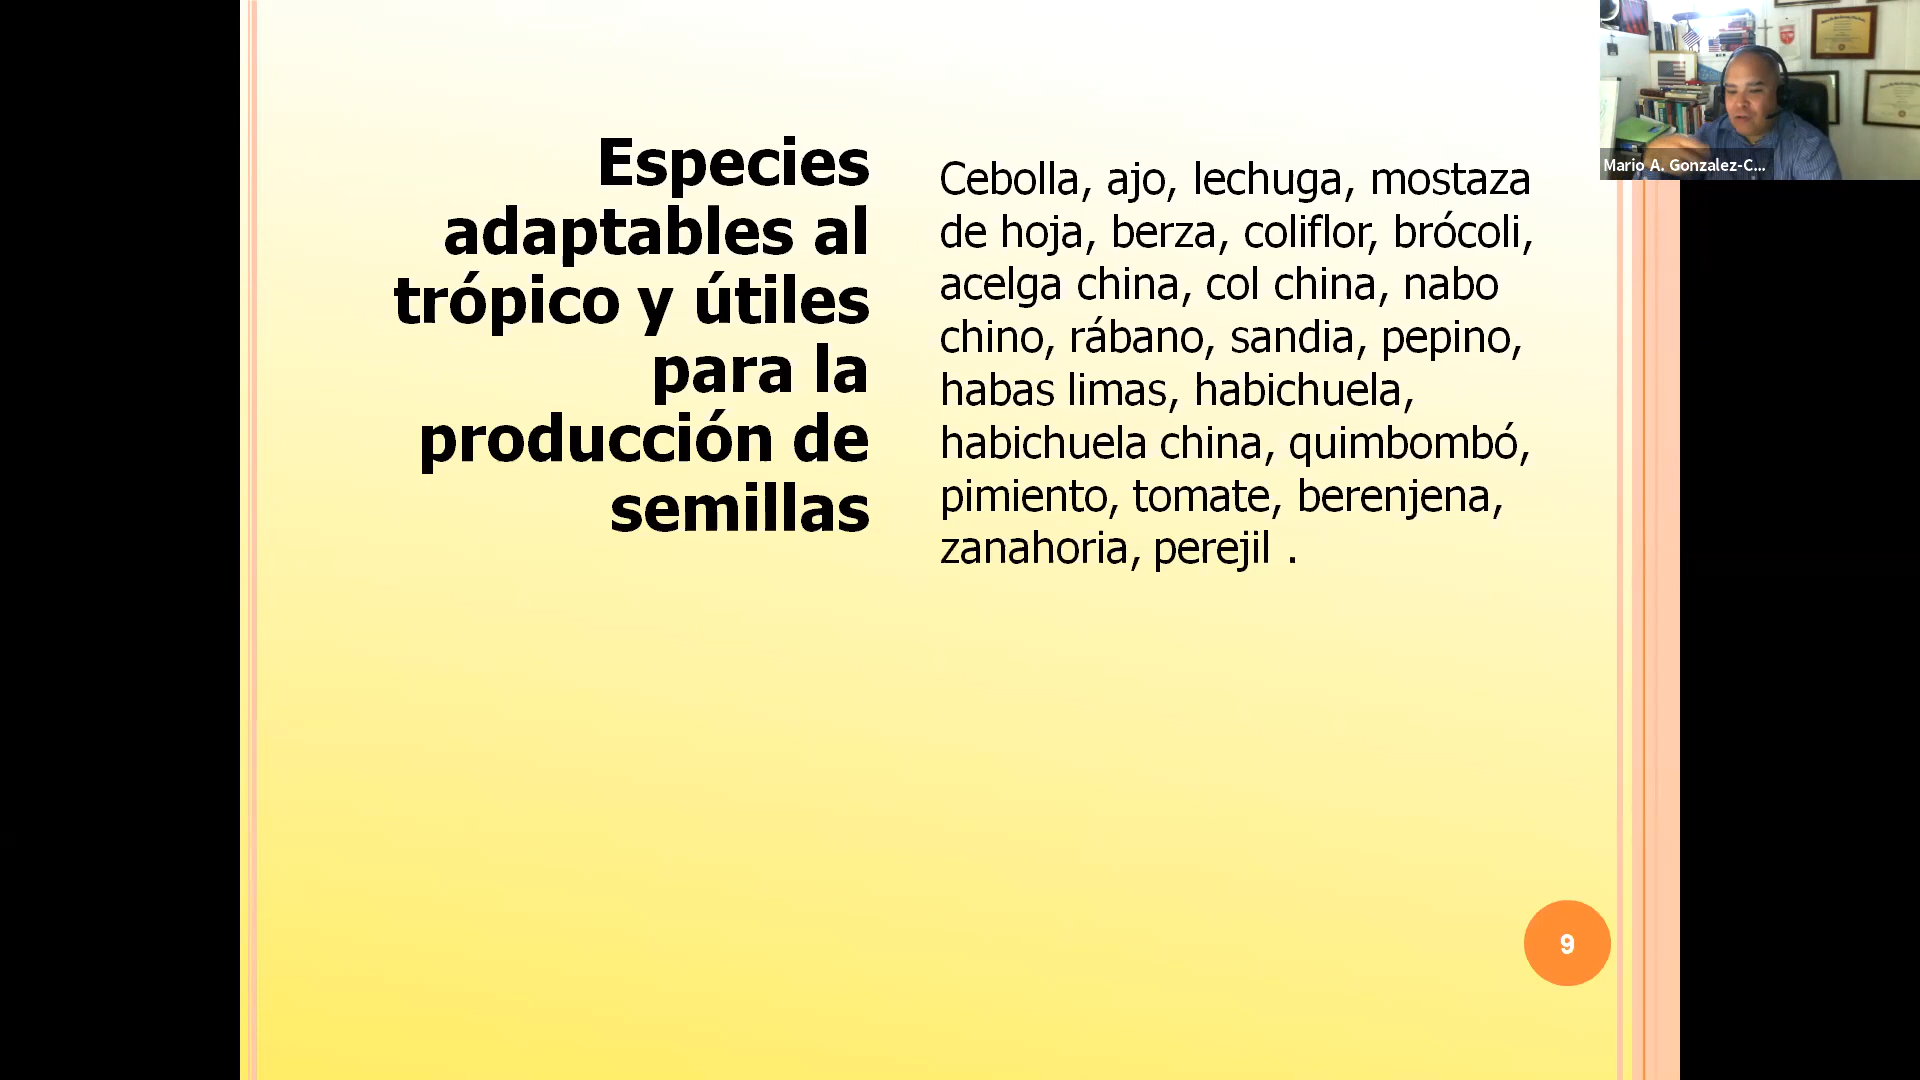 Especies
adaptables al
trópico y útiles
para la
producción de
semillas
Cebolla, ajo, lechuga, mostaza
de hoja, berza, coliflor, brócoli,
acelga china, col china, nabo
chino, rábano, sandia, pepino,
habas limas, habichuela,
habichuela china, quimbombó,
pimiento, tomate, berenjena,
zanahoria, perejil .
9
Mario A. Gonzalez-C...